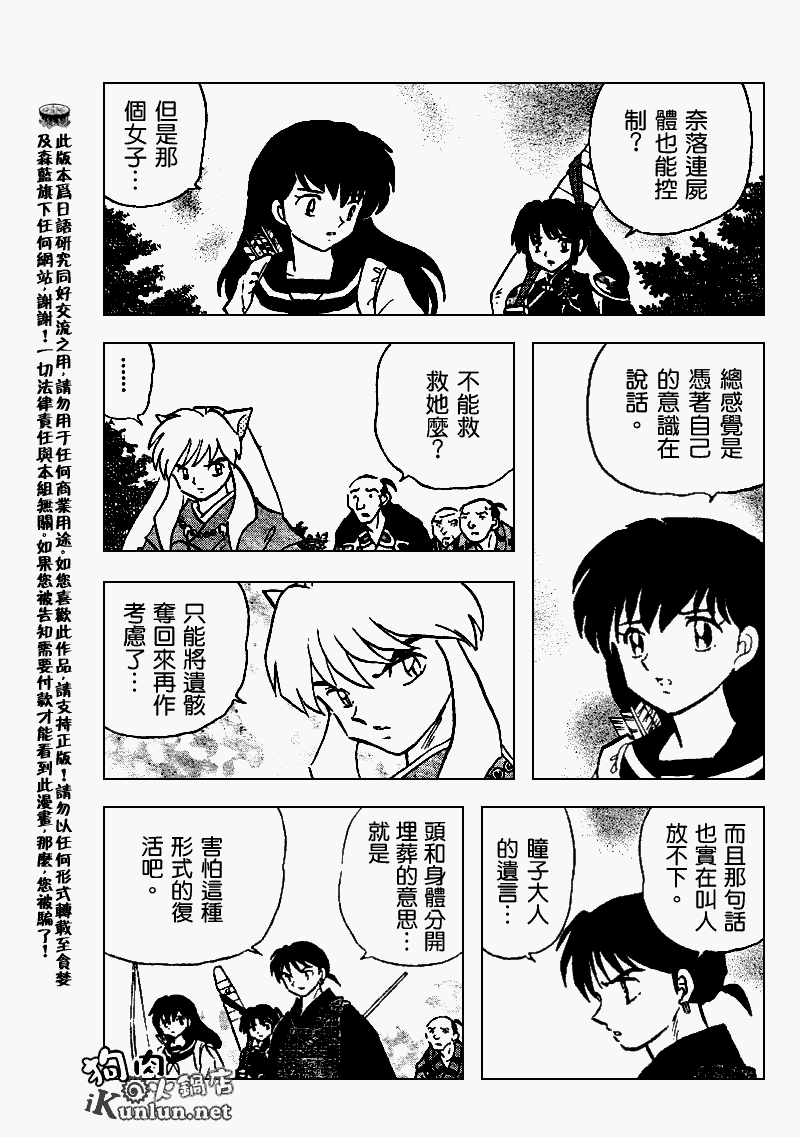 奈落連屍
體也能控
制？
但是那
個女子…
總感覺是
憑著自己
的意識在
說話。
不能救
救她麼？
……
只能將遺骸
奪回來再作
考慮了…
而且那句話
也實在叫人
放不下。
瞳子大人
的遺言…
頭和身體分開
埋葬的意思…
就是
害怕這種
形式的復
活吧。
此版本爲日語研究同好交流之用，請勿用于任何商業用途。如您喜歡此作品，請支持正版！請勿以任何形式轉載至貪婪
及森藍旗下任何網站，謝謝！一切法律責任與本組無關。如果您被告知需要付款才能看到此漫畫，那麼，您被騙了！
狗肉
火鍋店
iKunlun.net